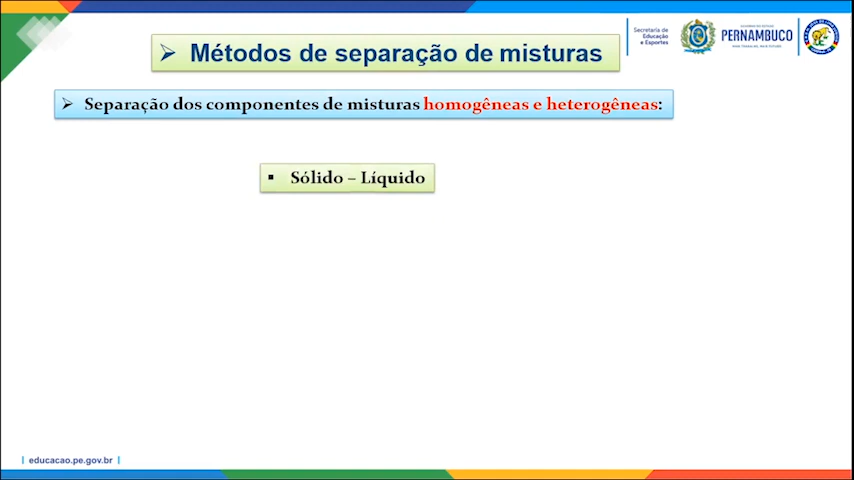 Métodos de separação de misturas
Secretaria de
Educação
e Esportes
PERNAMBUCO
Separação dos componentes de misturas homogêneas e heterogêneas:
Sólido – Líquido
educacao.pe.gov.br